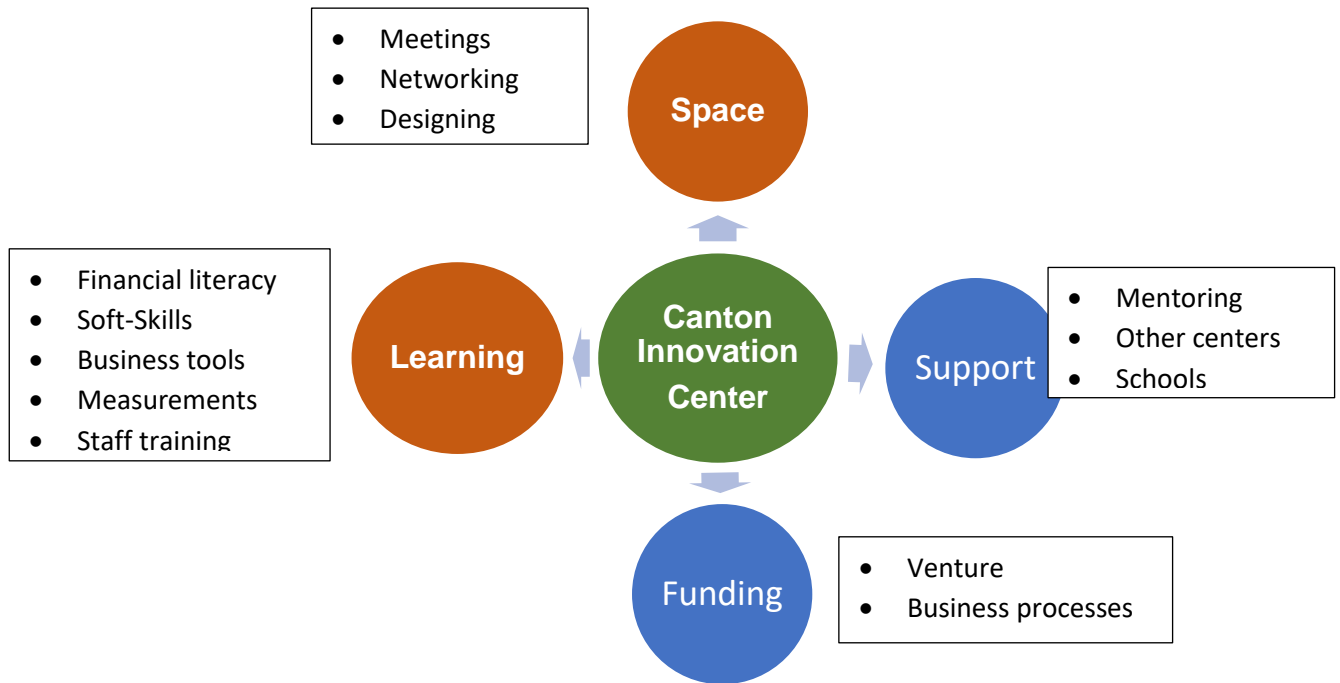 Meetings
Networking
Designing
Space
Financial literacy
Soft-Skills
Business tools
Measurements
Staff training
Learning
Canton
Innovation
Center
Support
Mentoring
Other centers
Schools
Funding
Venture
Business processes